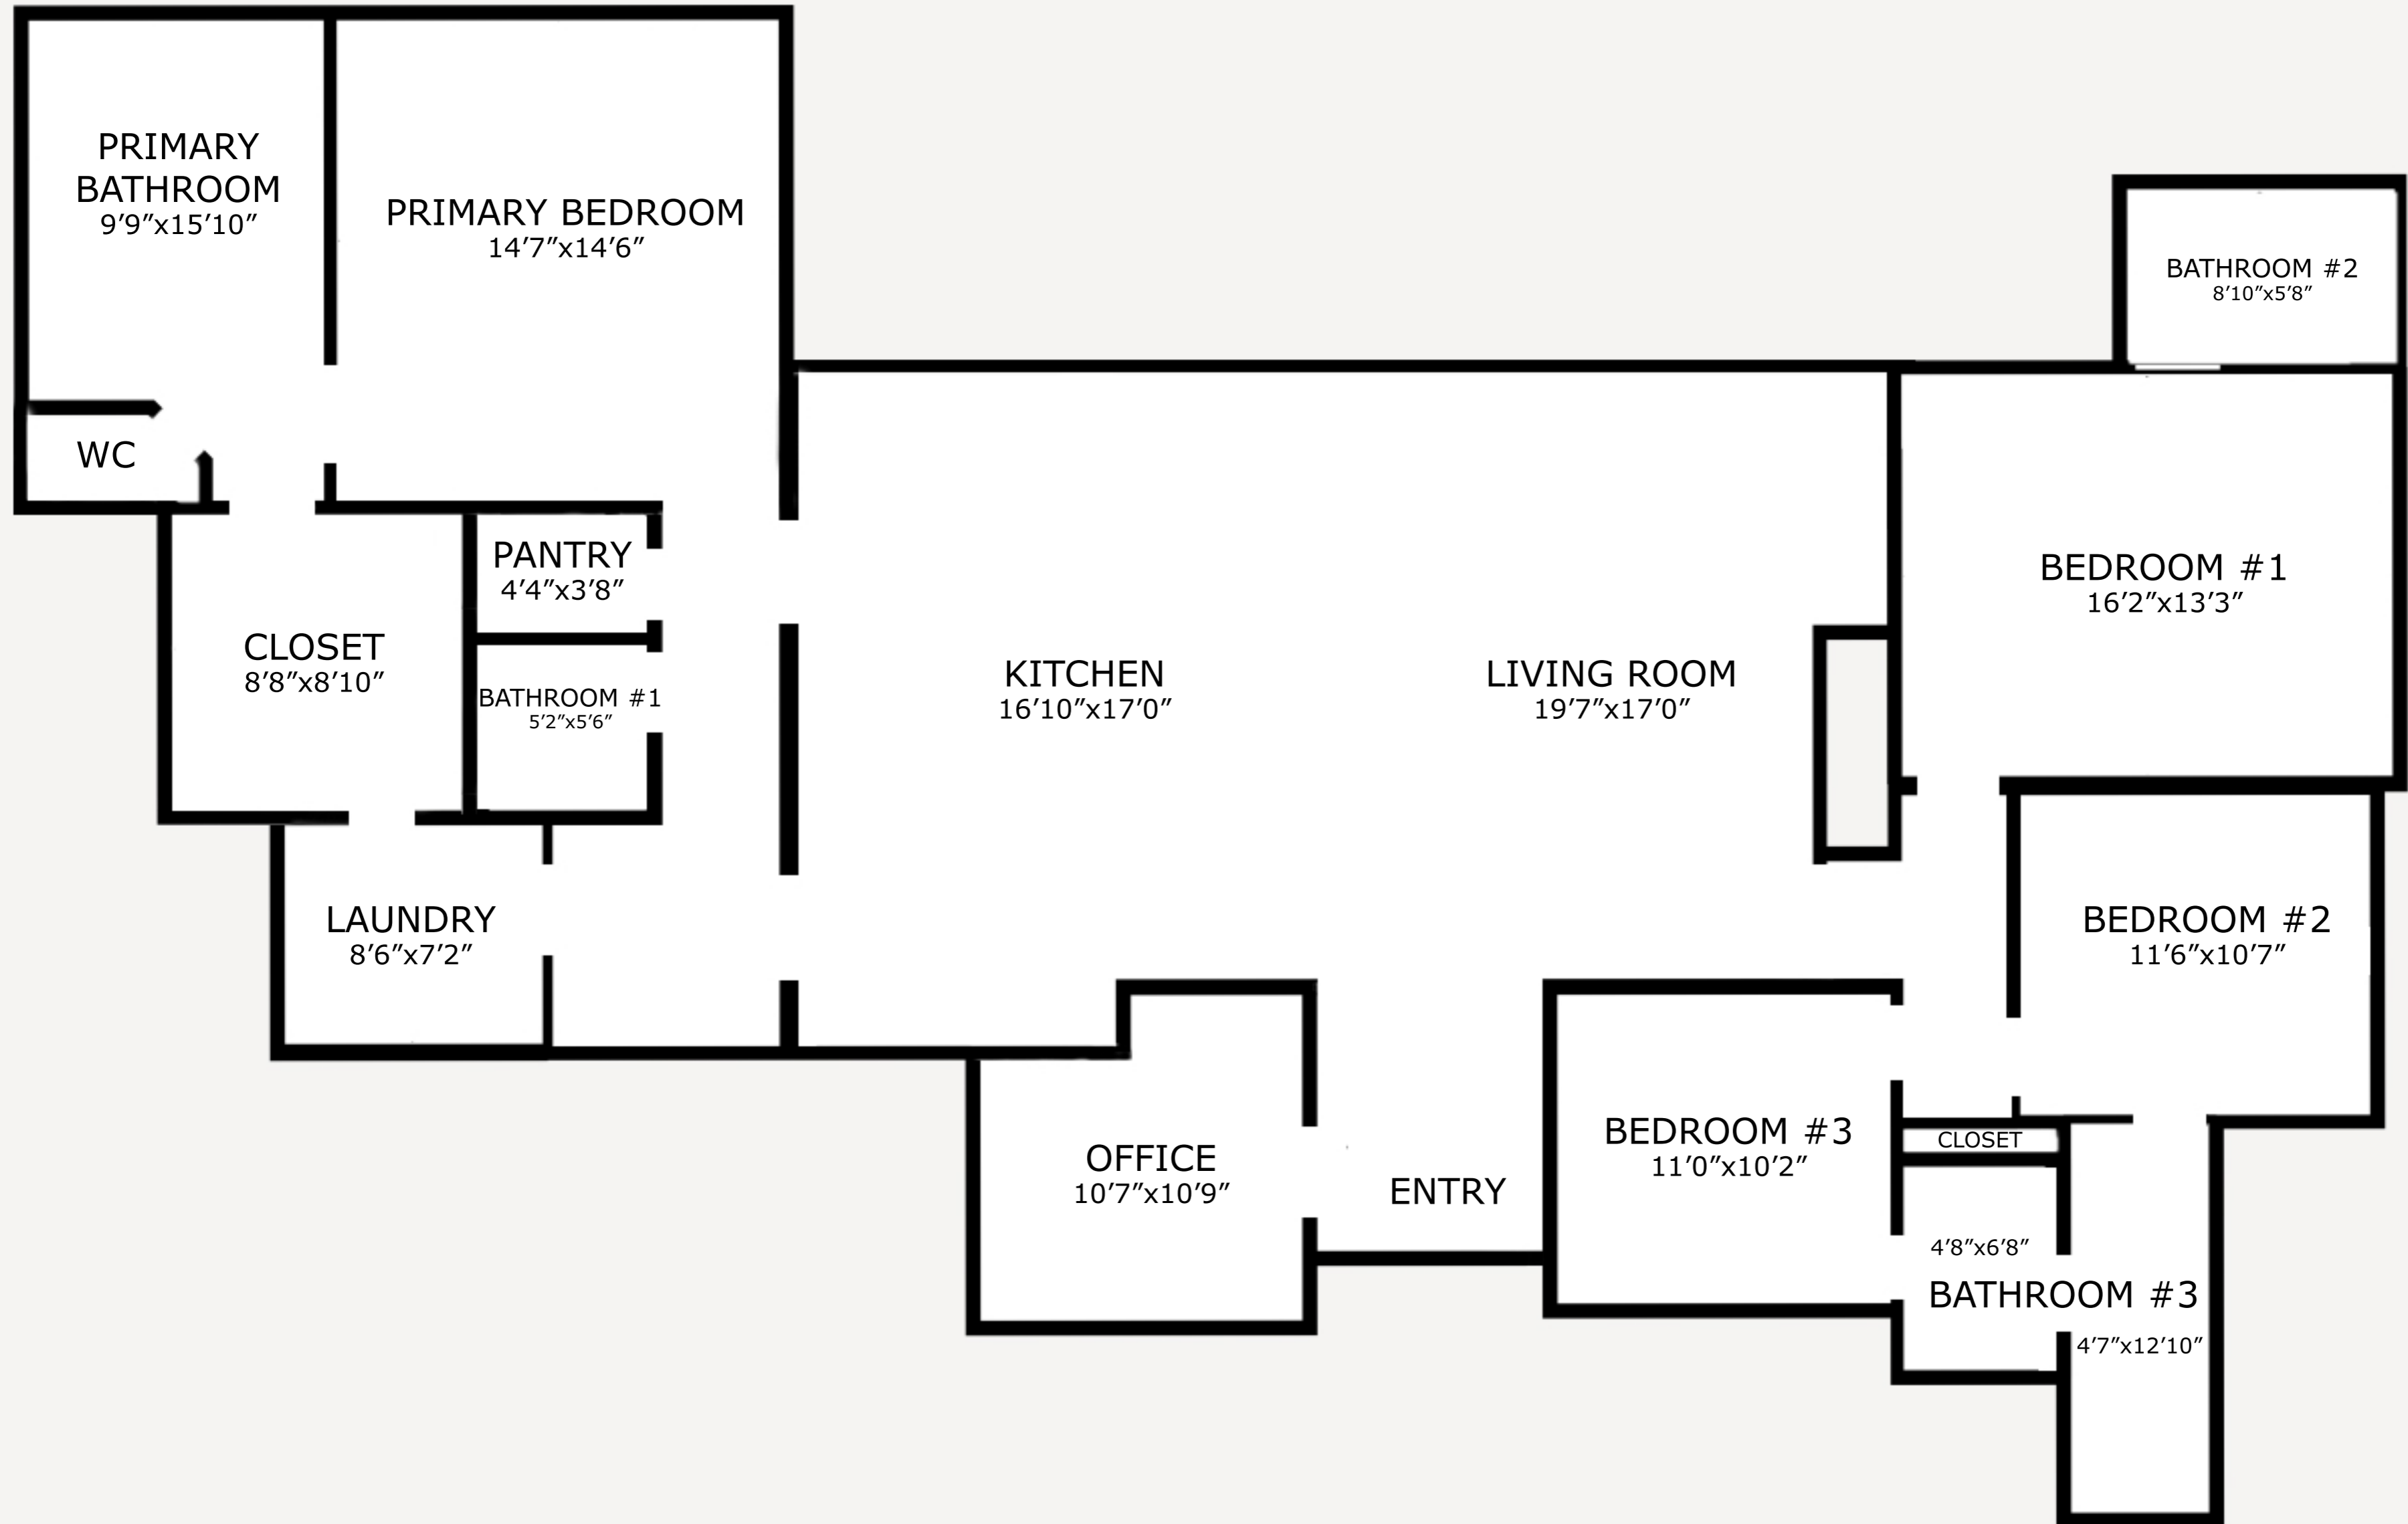 PRIMARY
BATHROOM
9’9”x15’10”
PRIMARY BEDROOM
14’7”x14’6”
BATHROOM #2
8’10”x5’8”
WC
PANTRY
4’4”x3’8”
CLOSET
8’8”x8’10”
BATHROOM #1
5’2”x5’6”
KITCHEN
16’10”x17’0”
LIVING ROOM
19’7”x17’0”
BEDROOM #1
16’2”x13’3”
LAUNDRY
8’6”x7’2”
BEDROOM #2
11’6”x10’7”
OFFICE
10’7”x10’9”
ENTRY
BEDROOM #3
11’0”x10’2”
CLOSET
4’8”x6’8”
BATHROOM #3
4’7”x12’10”